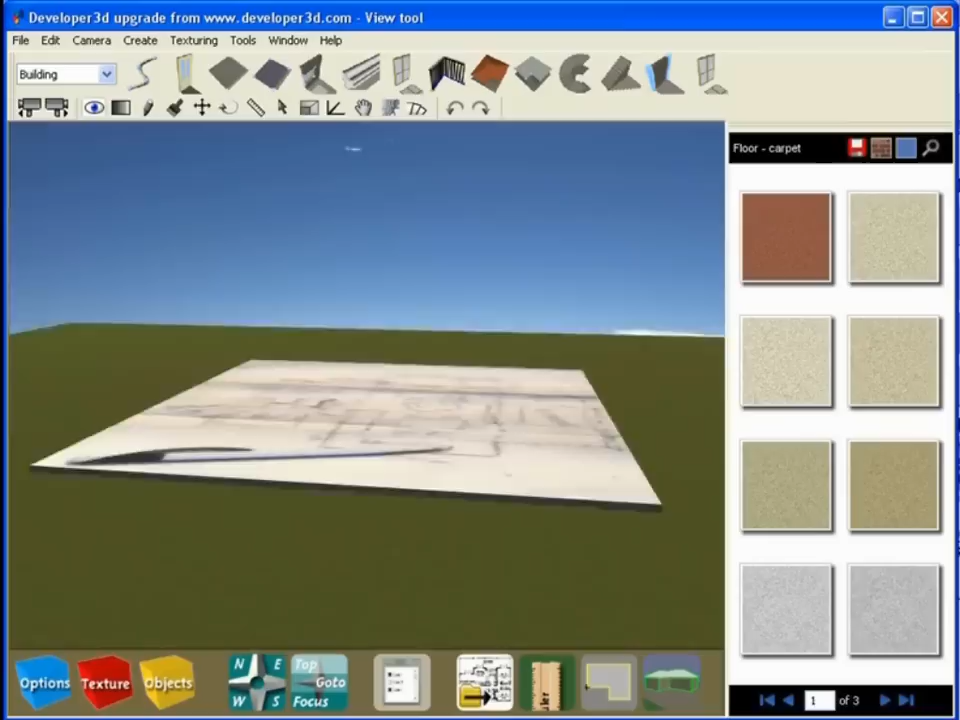 Developer3d upgrade from www.developer3d.com - View tool
File Edit Camera Create Texturing Tools Window Help
Building
Floor - carpet
Options Texture Objects
N E
W S
Top
Goto
Focus
Ruler
1 of 3